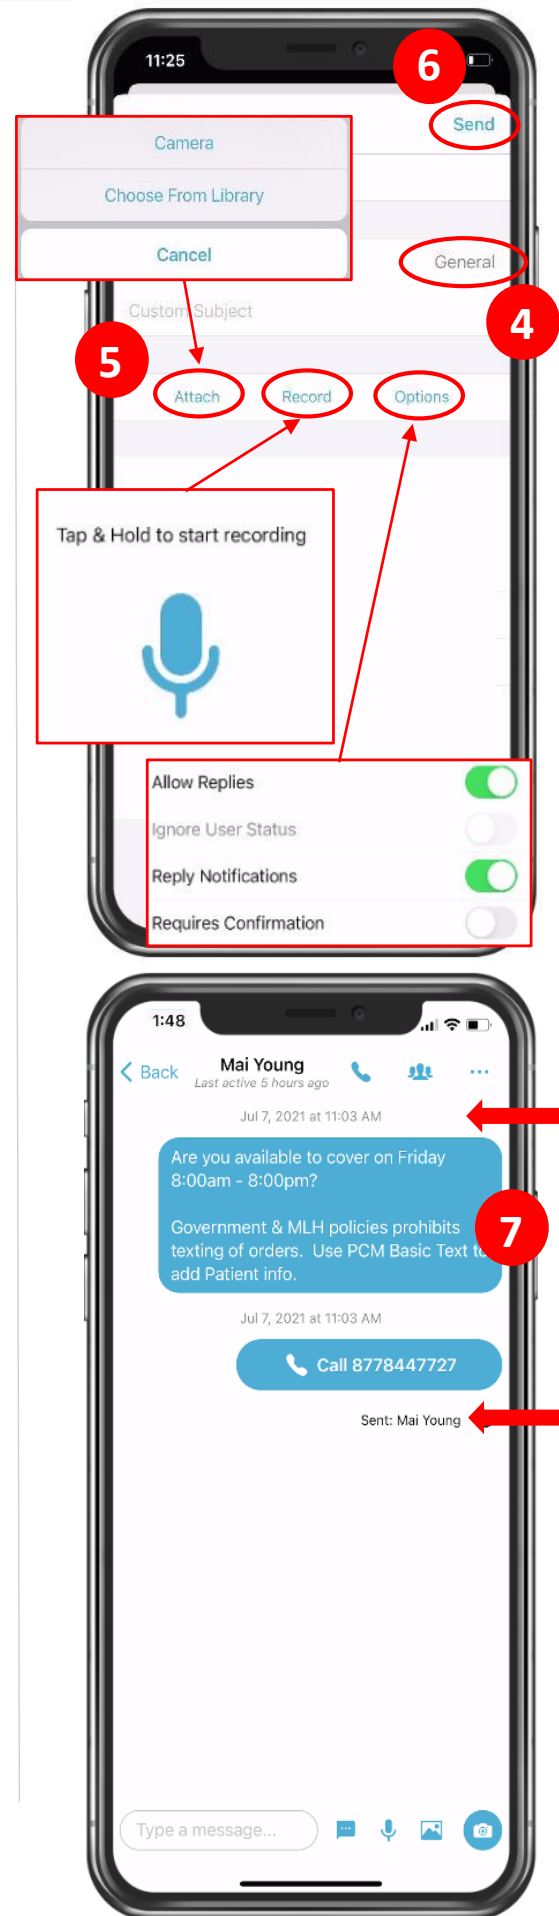 11:25
6
Send
Camera
Choose From Library
Cancel
General
4
Custom Subject
5
Attach Record Options
Tap & Hold to start recording
Allow Replies
Ignore User Status
Reply Notifications
Requires Confirmation
1:48
Back
Mai Young
Last active 5 hours ago
Jul 7, 2021 at 11:03 AM
Are you available to cover on Friday
8:00am - 8:00pm?
Government & MLH policies prohibits
texting of orders. Use PCM Basic Text to
add Patient info.
7
Jul 7, 2021 at 11:03 AM
Call 8778447727
Sent: Mai Young
Type a message...